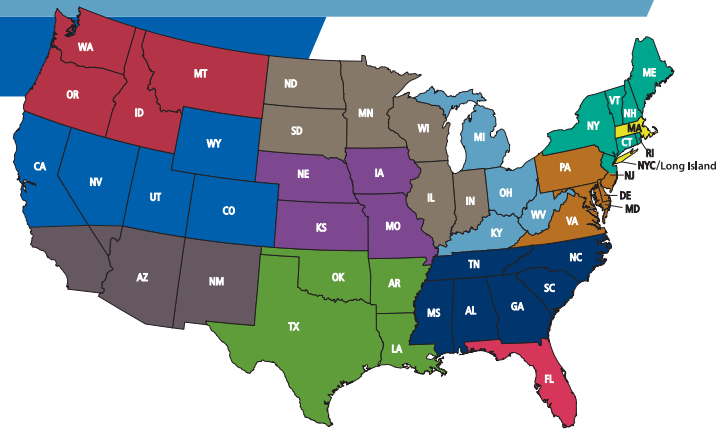 WA
MT
ND
MN
ME
VT
NH
OR
ID
SD
WI
MI
NY
MA
CT
RI
NYC/Long Island
WY
CA
NV
UT
CO
NE
IA
IL
IN
OH
PA
NJ
DE
MD
WV
VA
KS
MO
KY
AZ
NM
OK
AR
TN
NC
SC
TX
LA
MS
AL
GA
FL